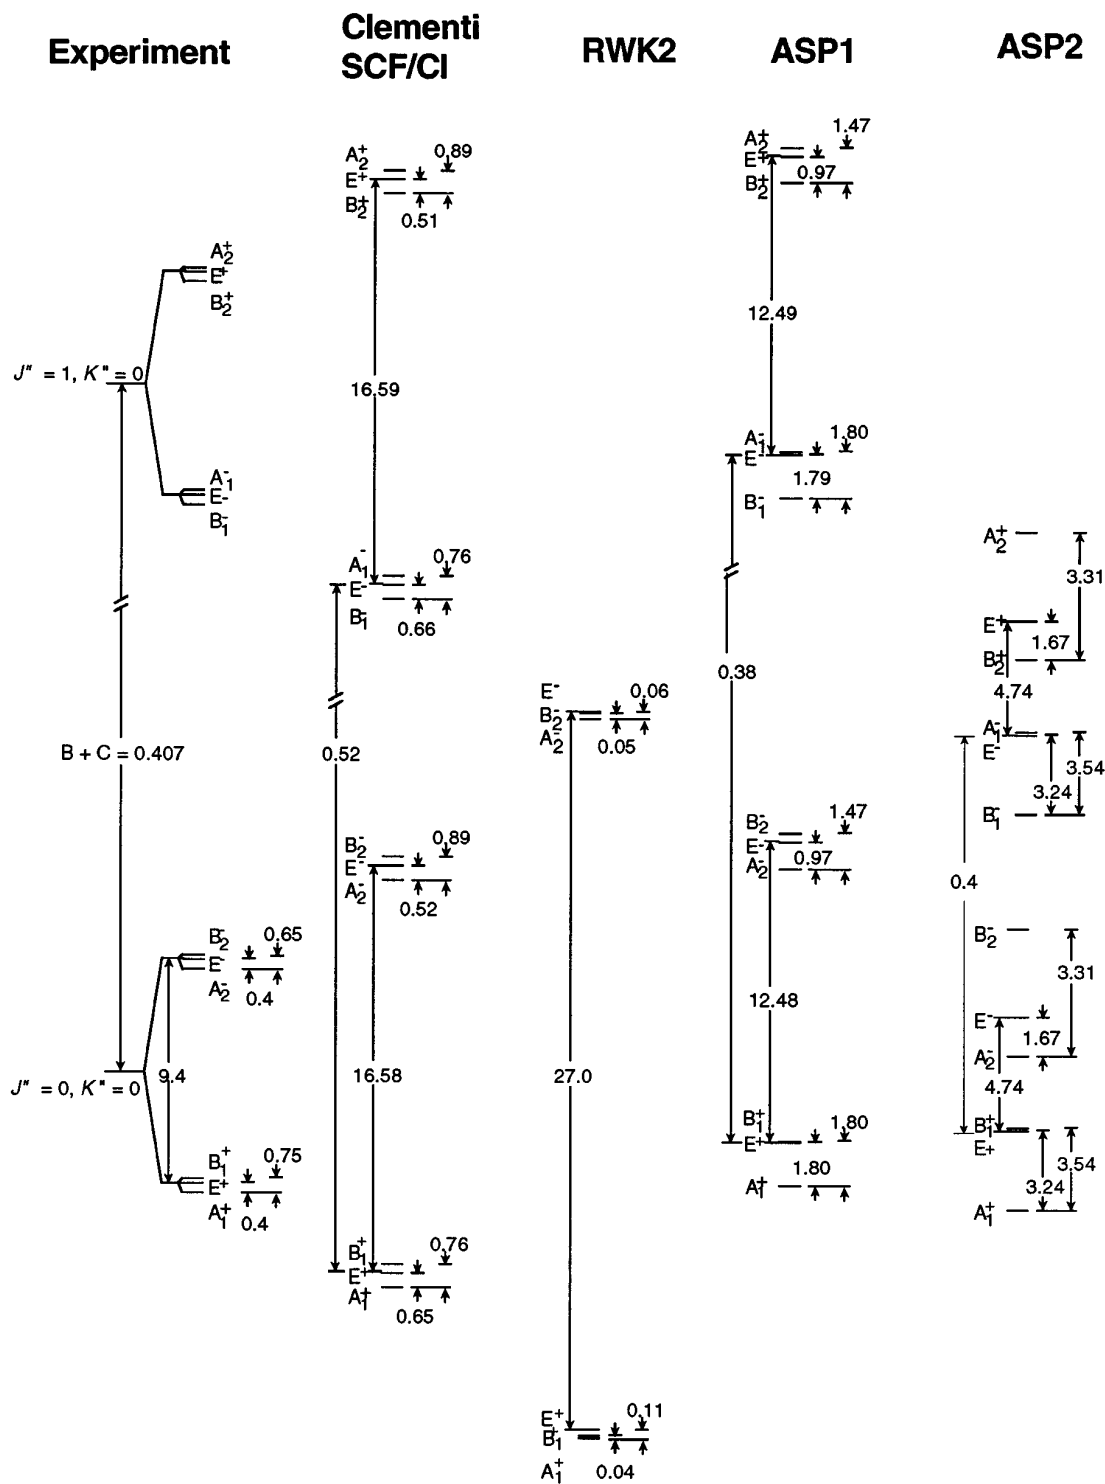 Experiment
Clementi
SCF/CI
RWK2
ASP1
ASP2
A₂⁺
E⁺
B₂⁺
J" = 1, K" = 0
A₁⁻
E⁻
B₁⁻
B + C = 0.407
B₂⁻
0.65
E⁻
A₂⁻
0.4
J" = 0, K" = 0
9.4
B₁⁺
0.75
E⁺
A₁⁺
0.4
A₂⁺
0.89
E⁺
B₂⁺
0.51
16.59
A₁⁻
0.76
E⁻
B₁⁻
0.66
0.52
B₂⁻
0.89
E⁻
A₂⁻
0.52
16.58
B₁⁺
0.76
E⁺
A₁⁺
0.65
E⁻
0.06
B₂⁻
A₂⁻
0.05
27.0
E⁺
0.11
B₁⁺
A₁⁺
0.04
1.47
A₂⁺
E⁺
0.97
B₂⁺
12.49
A₁⁻
1.80
E⁻
1.79
B₁⁻
0.38
B₂⁻
1.47
E⁻
0.97
A₂⁻
12.48
B₁⁺
1.80
E⁺
1.80
A₁⁺
A₂⁺
3.31
E⁺
1.67
B₂⁺
4.74
A₁⁻
E⁻
3.54
3.24
B₁⁻
0.4
B₂⁻
3.31
E⁻
1.67
A₂⁻
4.74
B₁⁺
E⁺
3.54
3.24
A₁⁺